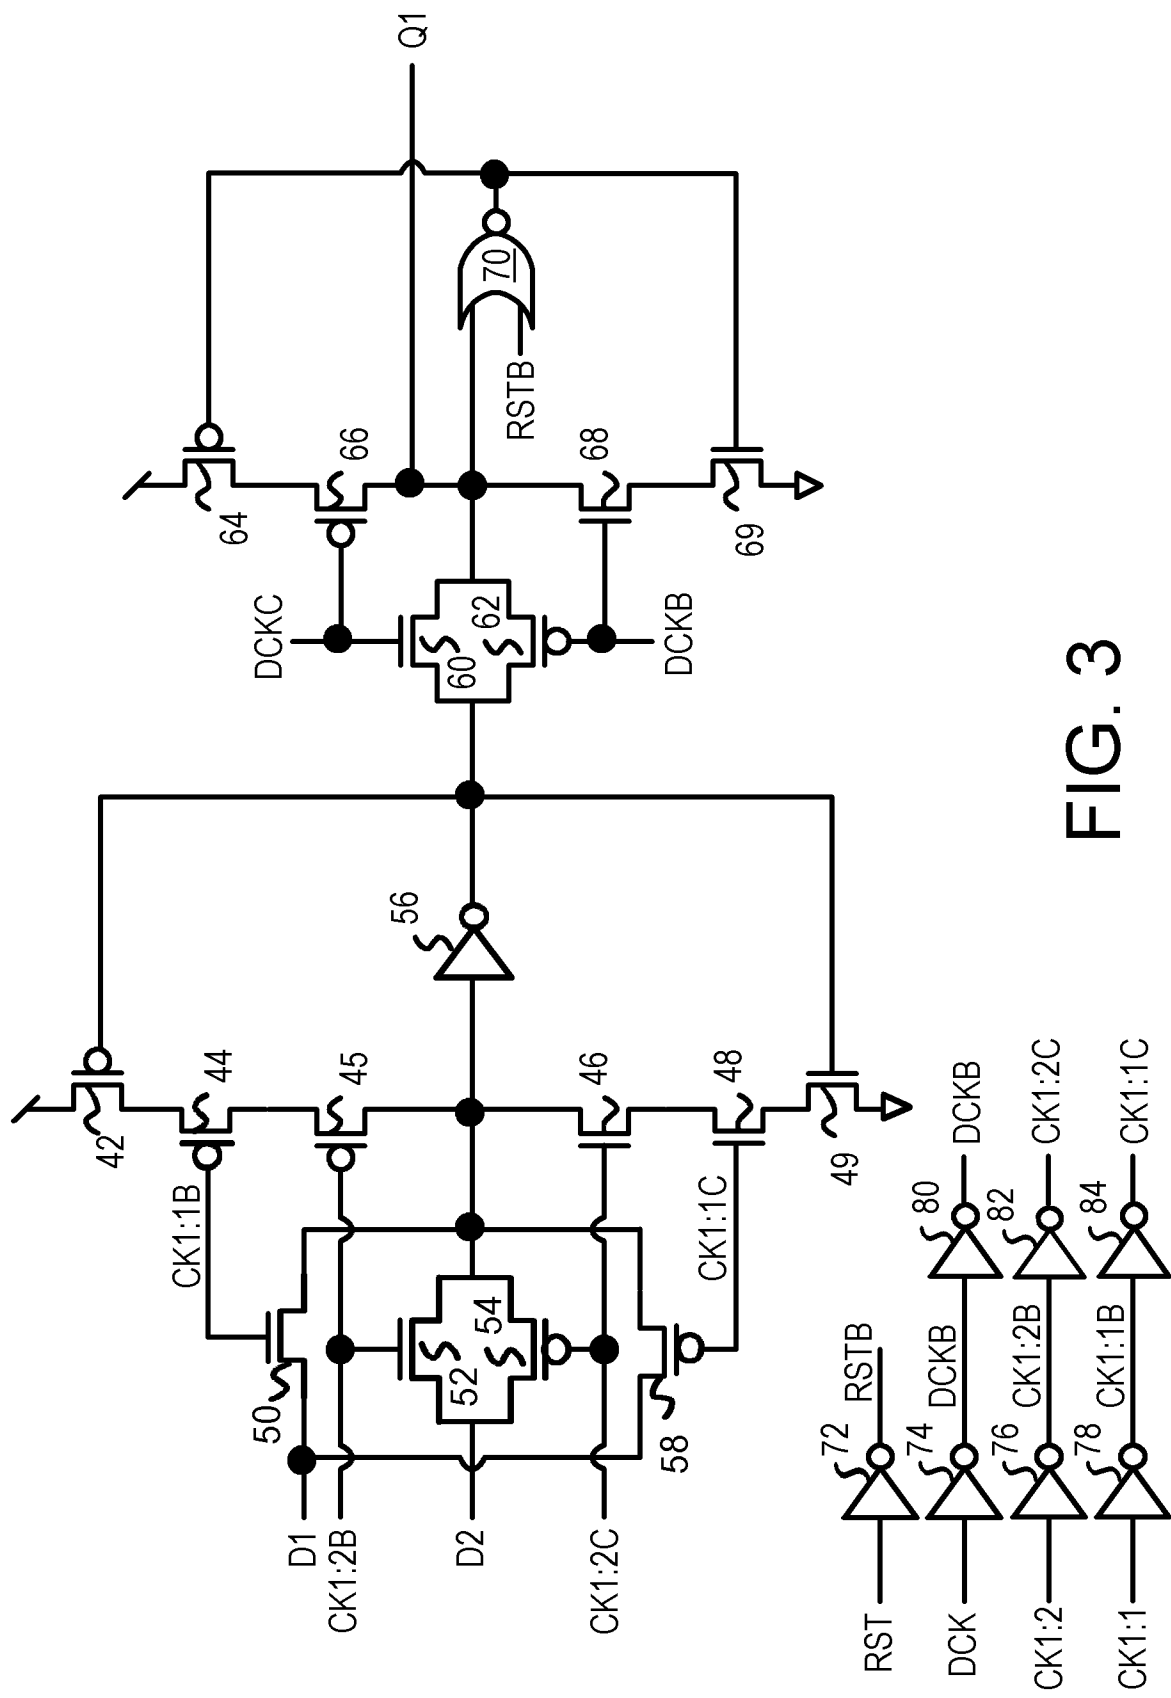 Q1
64
66
DCKC
60
62
DCKB
RSTB
70
68
69
56
42
44
45
46
48
49
CK1:1B
50
52
54
58
CK1:1C
D1
CK1:2B
D2
CK1:2C
RST
72
RSTB
DCK
74
DCKB
80
DCKB
CK1:2
76
CK1:2B
82
CK1:2C
CK1:1
78
CK1:1B
84
CK1:1C
FIG. 3